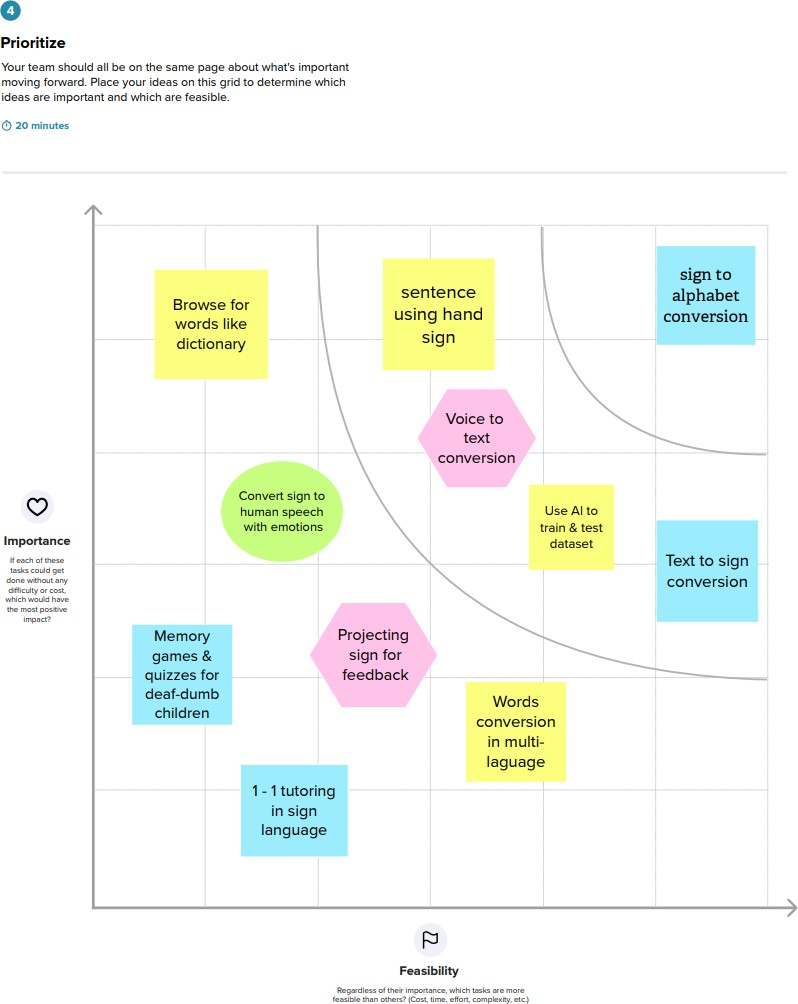 4
Prioritize
Your team should all be on the same page about what's important
moving forward. Place your ideas on this grid to determine which
ideas are important and which are feasible.
20 minutes
Browse for
words like
dictionary
sentence
using hand
sign
sign to
alphabet
conversion
Voice to
text
conversion
Convert sign to
human speech
with emotions
Use AI to
train & test
dataset
Text to sign
conversion
Importance
If each of these
tasks could get
done without any
difficulty or cost,
which would have
the most positive
impact?
Memory
games &
quizzes for
deaf-dumb
children
Projecting
sign for
feedback
Words
conversion
in multi-
laguage
1 - 1 tutoring
in sign
language
Feasibility
Regardless of their importance, which tasks are more
feasible than others? (Cost, time, effort, complexity, etc.)